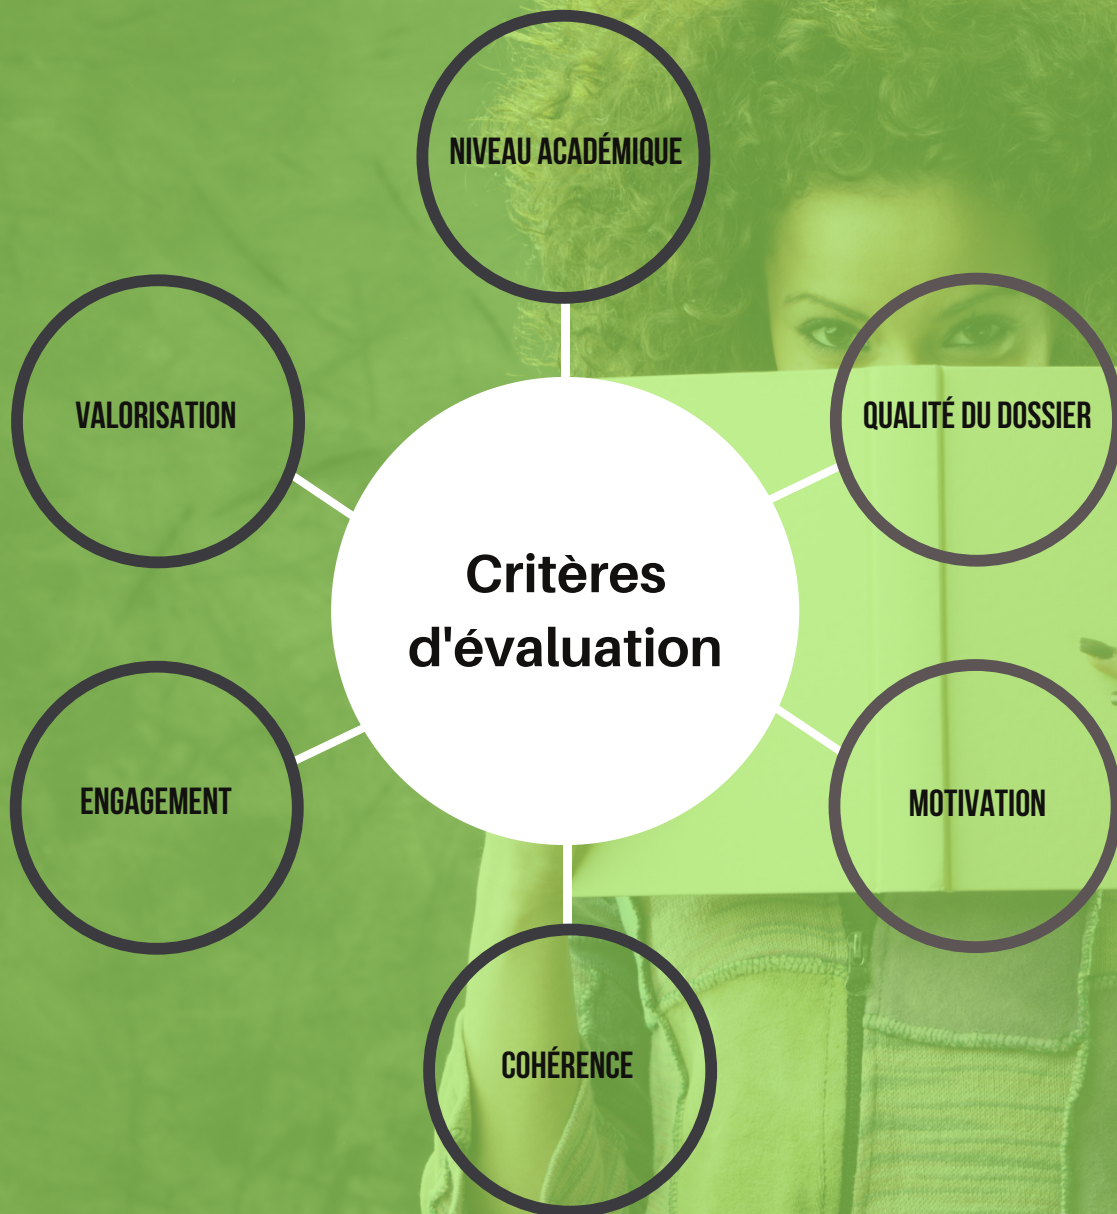 NIVEAU ACADÉMIQUE
VALORISATION
QUALITÉ DU DOSSIER
Critères
d'évaluation
ENGAGEMENT
MOTIVATION
COHÉRENCE